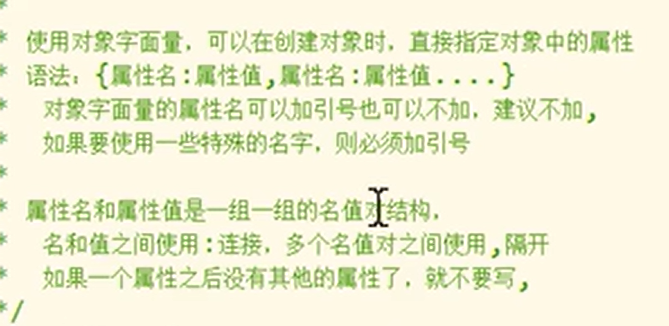 *
* 使用对象字面量，可以在创建对象时，直接指定对象中的属性
* 语法：{属性名:属性值,属性名:属性值....}
* 对象字面量的属性名可以加引号也可以不加，建议不加,
* 如果要使用一些特殊的名字，则必须加引号
*
* 属性名和属性值是一组一组的名值对结构，
* 名和值之间使用:连接，多个名值对之间使用,隔开
* 如果一个属性之后没有其他的属性了，就不要写,
*/